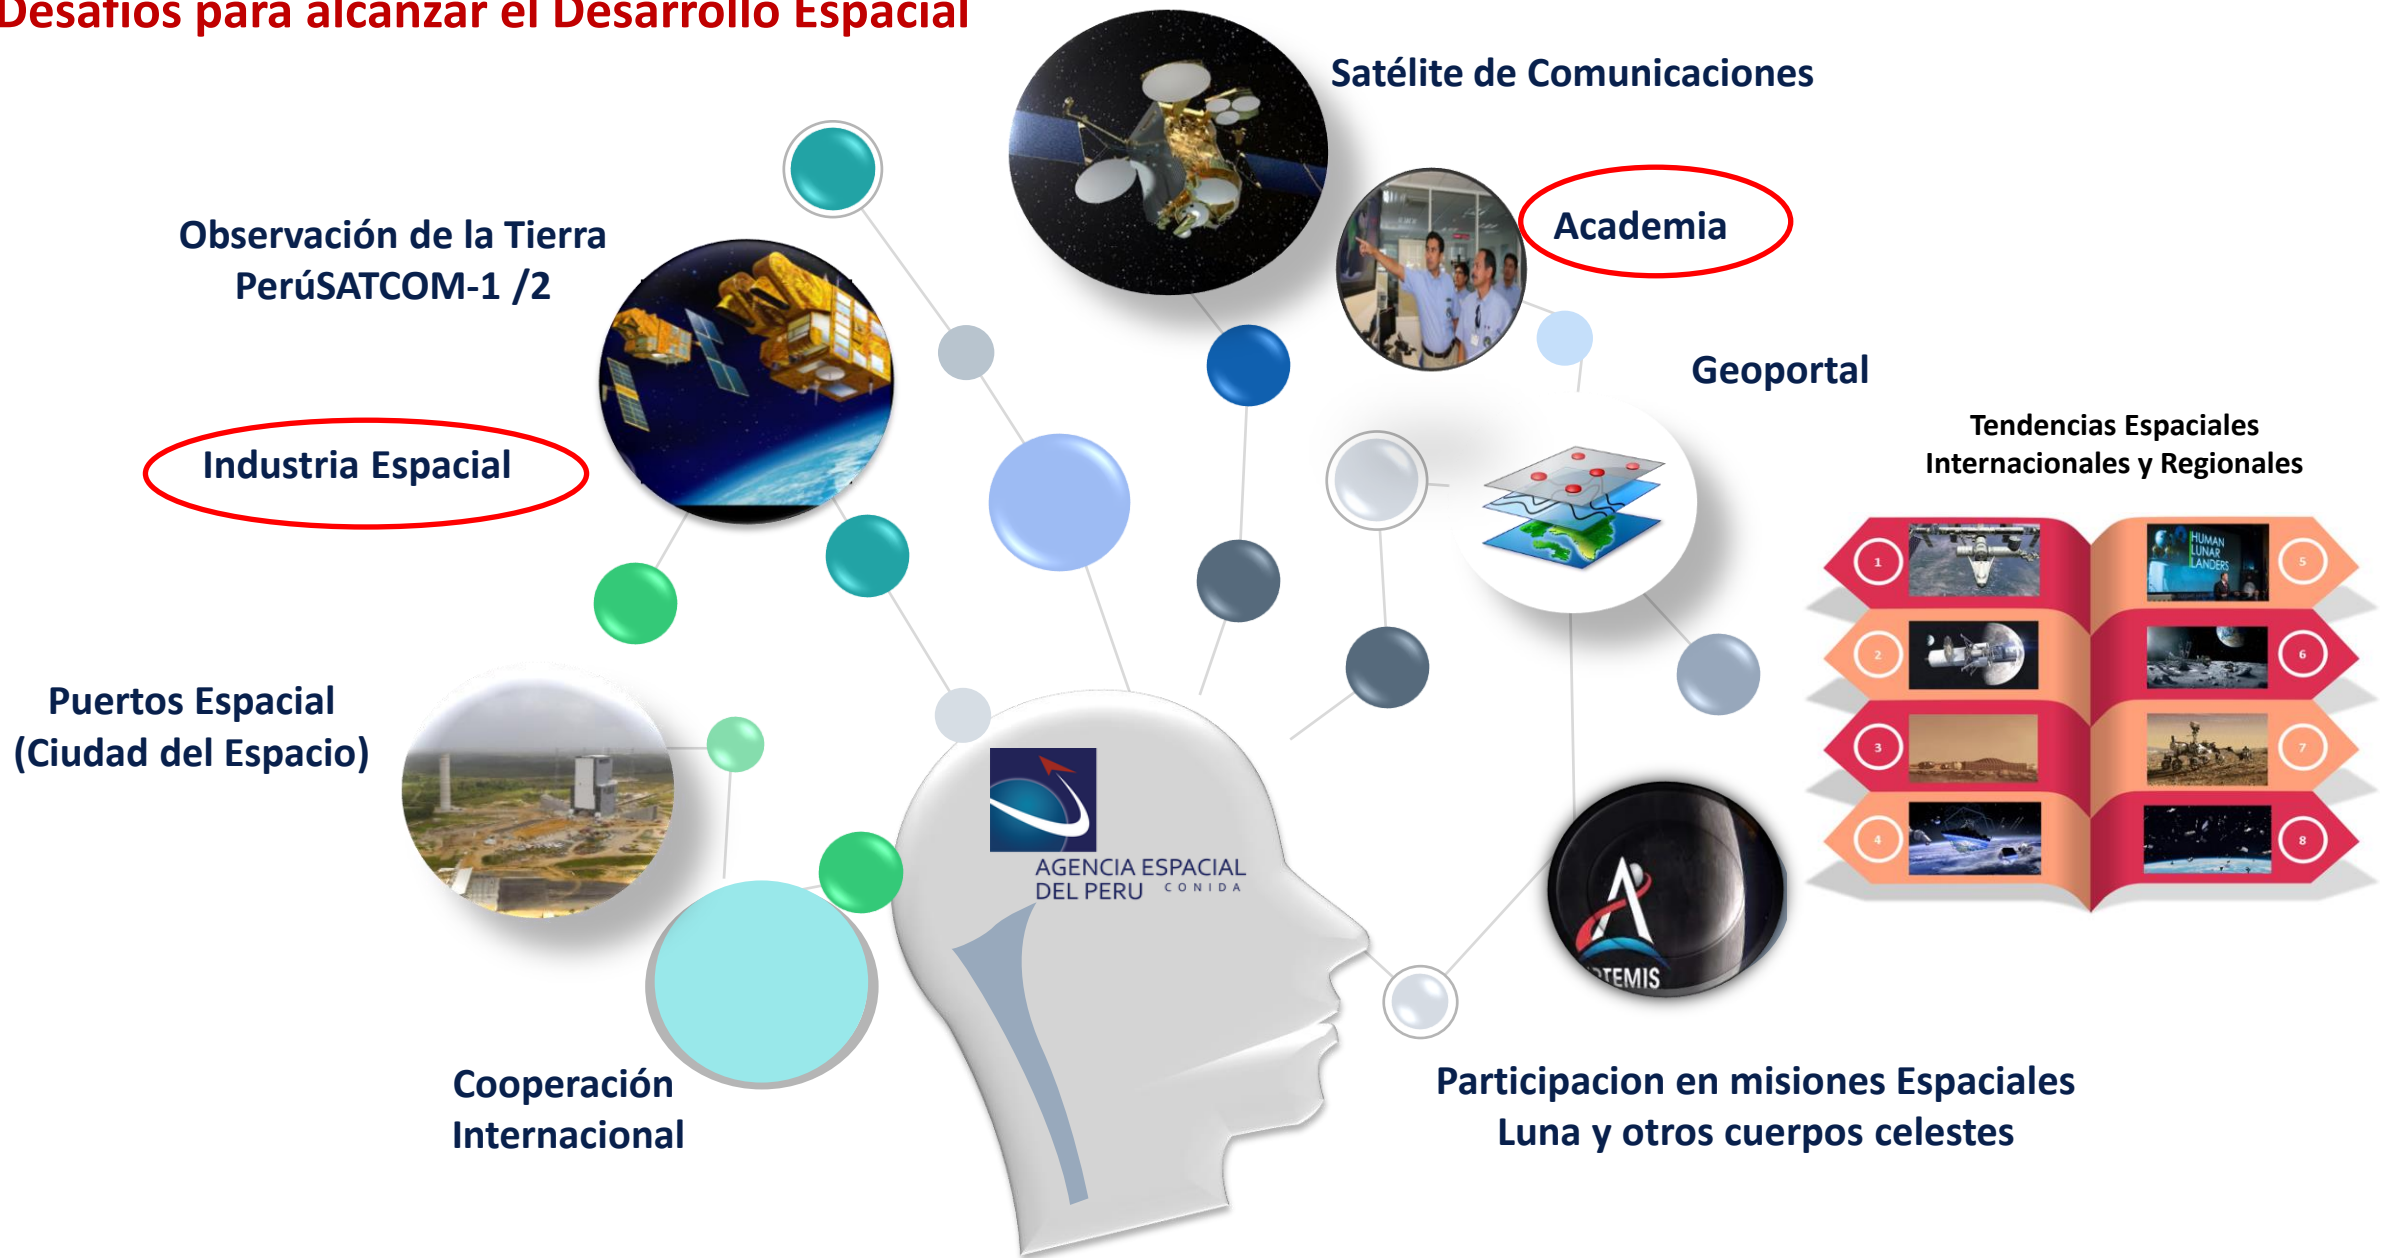 Desafíos para alcanzar el Desarrollo Espacial
Satélite de Comunicaciones
Academia
Observación de la Tierra
PerúSATCOM-1 /2
Geoportal
Industria Espacial
Tendencias Espaciales
Internacionales y Regionales
1
2
3
4
HUMAN
LUNAR
LANDERS
5
6
7
8
Puertos Espacial
(Ciudad del Espacio)
AGENCIA ESPACIAL
DEL PERU CONIDA
RTEMIS
Cooperación
Internacional
Participacion en misiones Espaciales
Luna y otros cuerpos celestes